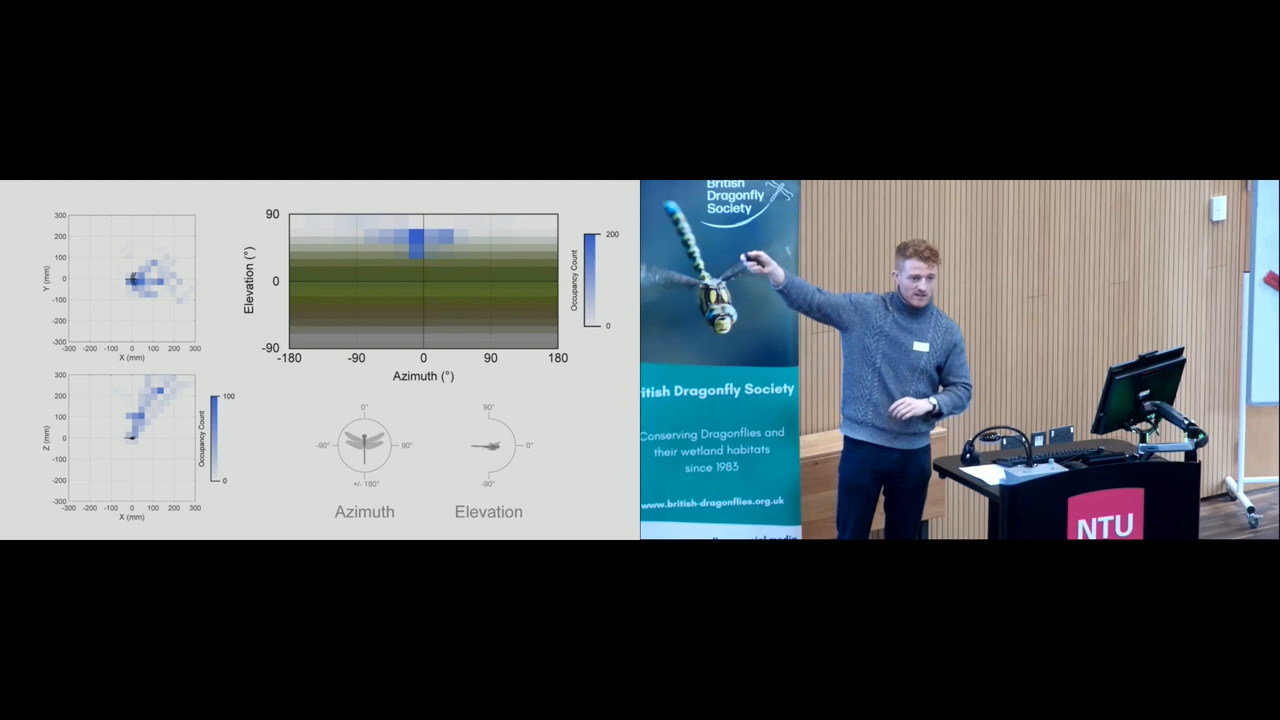 300
200
100
0
-100
-200
-300
Y (mm)
-300 -200 -100 0 100 200 300
X (mm)
300
200
100
0
-100
-200
-300
Z (mm)
-300 -200 -100 0 100 200 300
X (mm)
100
0
Occupancy Count
90
0
-90
Elevation (°)
-180 -90 0 90 180
Azimuth (°)
200
0
Occupancy Count
0°
-90° 90°
+/- 180°
Azimuth
90°
0°
-90°
Elevation
British
Dragonfly
Society
itish Dragonfly Society
Conserving Dragonflies and
their wetland habitats
since 1983
www.british-dragonflies.org.uk
NTU